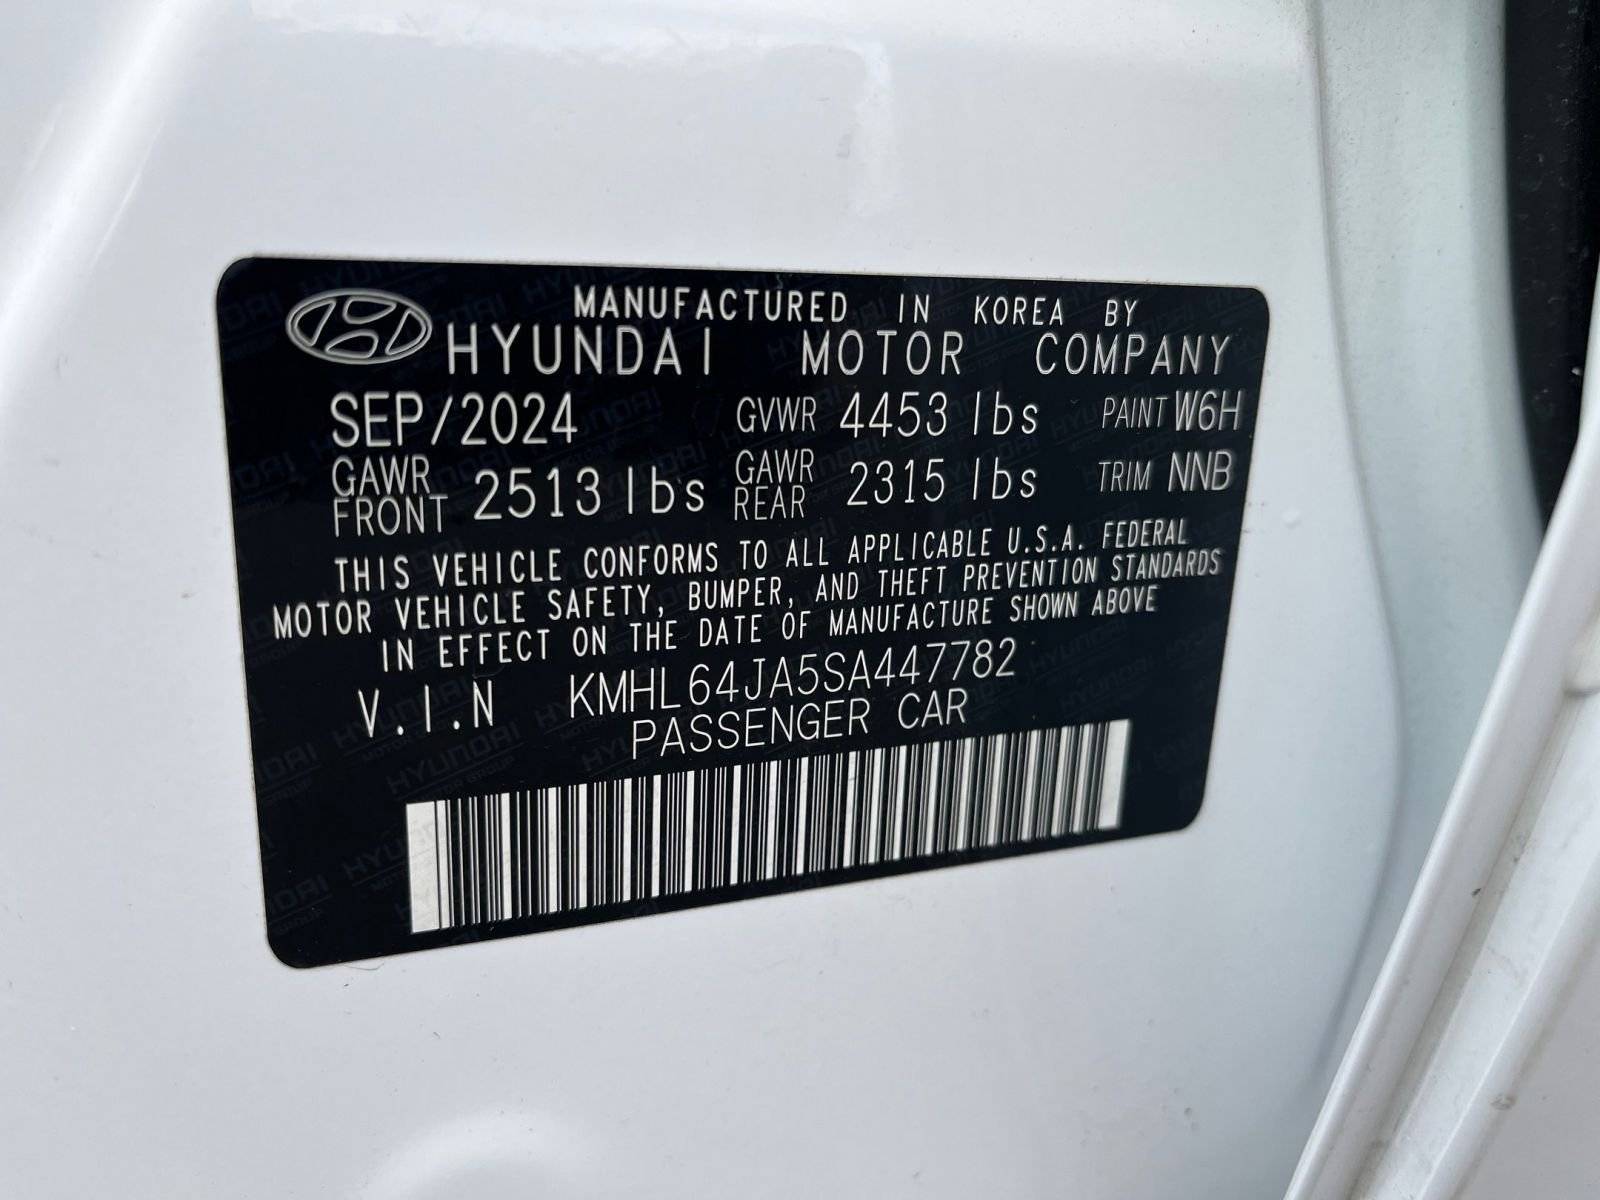 MANUFACTURED IN KOREA BY
HYUNDAI MOTOR COMPANY
SEP/2024 GVWR 4453 lbs PAINT W6H
GAWR FRONT 2513 lbs GAWR REAR 2315 lbs TRIM NNB
THIS VEHICLE CONFORMS TO ALL APPLICABLE U.S.A. FEDERAL
MOTOR VEHICLE SAFETY, BUMPER, AND THEFT PREVENTION STANDARDS
IN EFFECT ON THE DATE OF MANUFACTURE SHOWN ABOVE
V.I.N KMHL64JA5SA447782
PASSENGER CAR